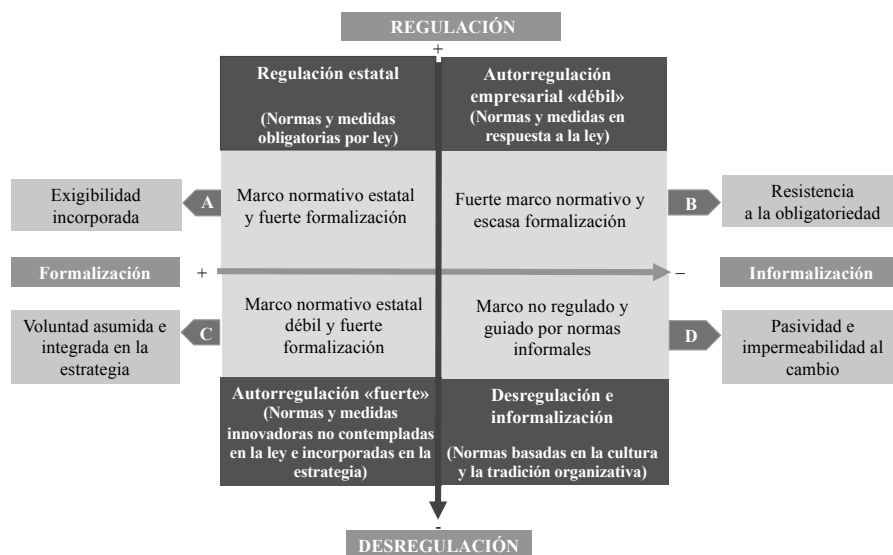 REGULACIÓN
+
Regulación estatal
(Normas y medidas
obligatorias por ley)
Autorregulación
empresarial «débil»
(Normas y medidas en
respuesta a la ley)
Exigibilidad
incorporada
A
Marco normativo estatal
y fuerte formalización
Fuerte marco normativo y
escasa formalización
B
Resistencia
a la obligatoriedad
Formalización
+
–
Informalización
Voluntad asumida e
integrada en la
estrategia
C
Marco normativo estatal
débil y fuerte
formalización
Marco no regulado y
guiado por normas
informales
D
Pasividad e
impermeabilidad al
cambio
Autorregulación «fuerte»
(Normas y medidas
innovadoras no contempladas
en la ley e incorporadas en la
estrategia)
Desregulación e
informalización
(Normas basadas en la cultura
y la tradición organizativa)
-
DESREGULACIÓN